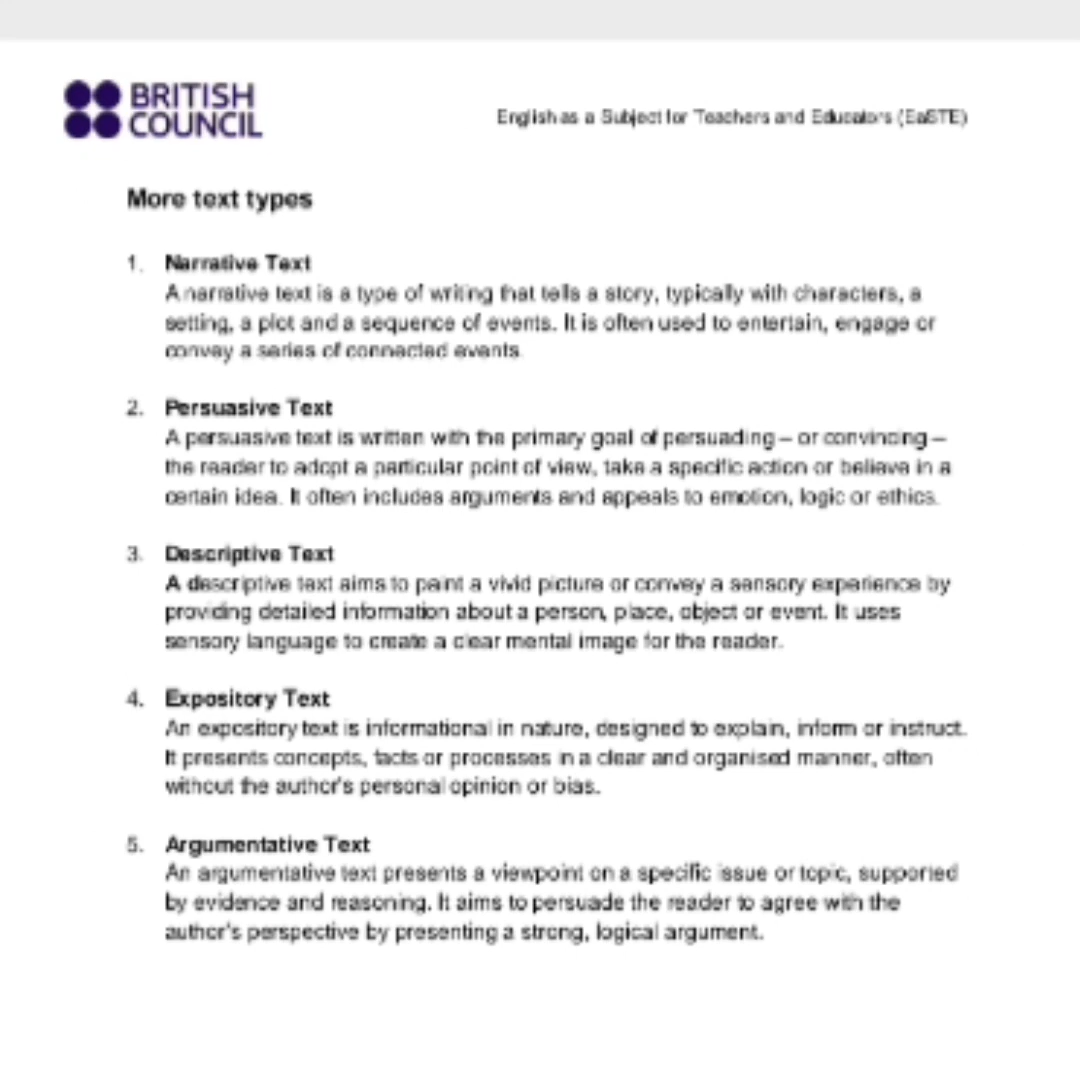 BRITISH
COUNCIL
English as a Subject for Teachers and Educators (EaSTE)
More text types
1. Narrative Text
A narrative text is a type of writing that tells a story, typically with characters, a
setting, a plot and a sequence of events. It is often used to entertain, engage or
convey a series of connected events.
2. Persuasive Text
A persuasive text is written with the primary goal of persuading – or convincing –
the reader to adopt a particular point of view, take a specific action or believe in a
certain idea. It often includes arguments and appeals to emotion, logic or ethics.
3. Descriptive Text
A descriptive text aims to paint a vivid picture or convey a sensory experience by
providing detailed information about a person, place, object or event. It uses
sensory language to create a clear mental image for the reader.
4. Expository Text
An expository text is informational in nature, designed to explain, inform or instruct.
It presents concepts, facts or processes in a clear and organised manner, often
without the author's personal opinion or bias.
5. Argumentative Text
An argumentative text presents a viewpoint on a specific issue or topic, supported
by evidence and reasoning. It aims to persuade the reader to agree with the
author's perspective by presenting a strong, logical argument.